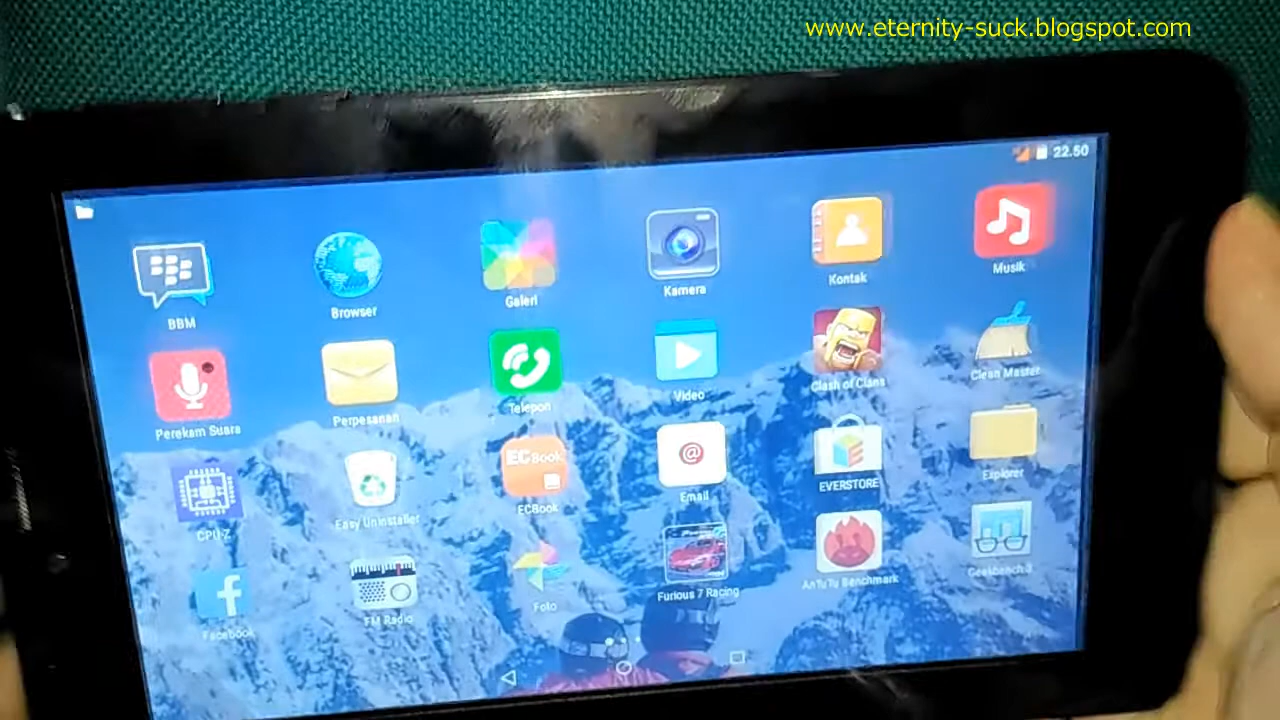 www.eternity-suck.blogspot.com
22.50
BBM
Browser
Galeri
Kamera
Kontak
Musik
Perekam Suara
Perpesanan
Telepon
Video
Clash of Clans
Clean Master
CPU-Z
Easy Uninstaller
EC Book
ECBook
Email
EVERSTORE
Explorer
Facebook
FM Radio
Foto
Furious 7 Racing
AnTuTu Benchmark
Geekbench 3